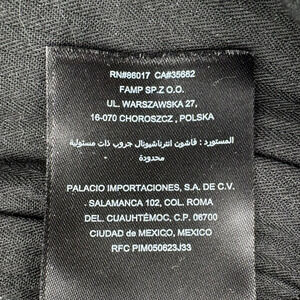 RN#86017 CA#35682
FAMP SP.Z O.O.
UL. WARSZAWSKA 27,
16-070 CHOROSZCZ , POLSKA
المستورد : فاشون انترناشيونال جروب ذات مسئولية
محدودة
PALACIO IMPORTACIONES, S.A. DE C.V.
SALAMANCA NO. 102, COL. ROMA
DEL. CUAUHTÉMOC, C.P. 06700
CIUDAD de MEXICO, MEXICO
RFC PIM050623J33